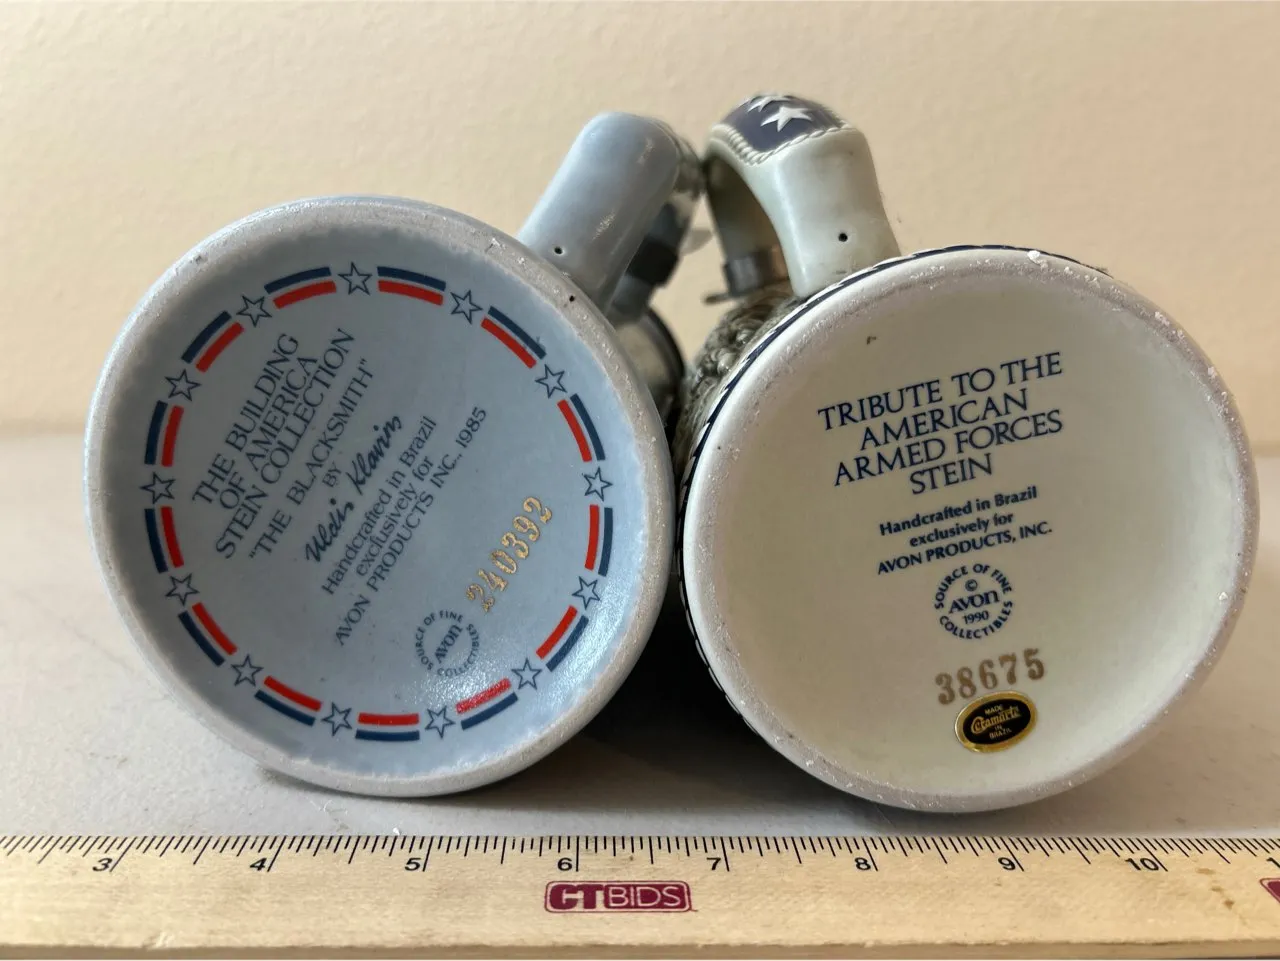 THE BUILDING
OF AMERICA
STEIN COLLECTION
"THE BLACKSMITH"
BY
Uldis Klavins
Handcrafted in Brazil
exclusively for
AVON PRODUCTS INC., 1985
240392
SOURCE OF FINE
AVON
COLLECTIBLES
TRIBUTE TO THE
AMERICAN
ARMED FORCES
STEIN
Handcrafted in Brazil
exclusively for
AVON PRODUCTS, INC.
SOURCE OF FINE
©
AVON
1990
COLLECTIBLES
38675
MADE
Ceramarte
IN
BRAZIL
3 4 5 6 7 8 9 10
CTBIDS